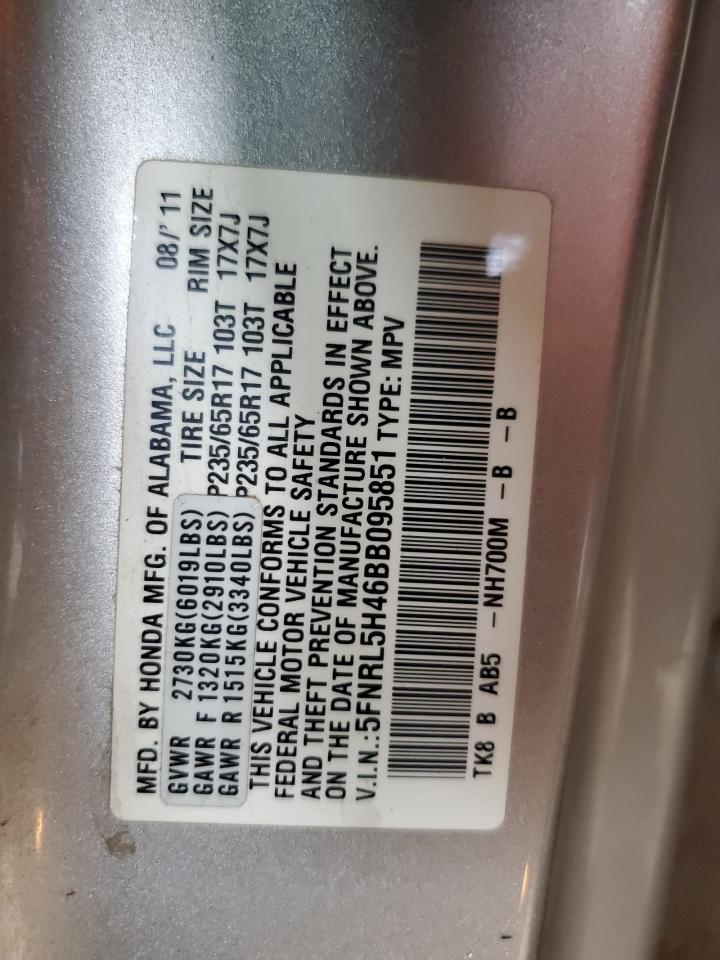 MFD. BY HONDA MFG. OF ALABAMA, LLC 08/'11
GVWR 2730KG(6019LBS) TIRE SIZE RIM SIZE
GAWR F 1320KG(2910LBS) P235/65R17 103T 17X7J
GAWR R 1515KG(3340LBS) P235/65R17 103T 17X7J
THIS VEHICLE CONFORMS TO ALL APPLICABLE
FEDERAL MOTOR VEHICLE SAFETY
AND THEFT PREVENTION STANDARDS IN EFFECT
ON THE DATE OF MANUFACTURE SHOWN ABOVE.
V.I.N.:5FNRL5H46BB095851 TYPE: MPV
TK8 B AB5 -NH700M -B -B